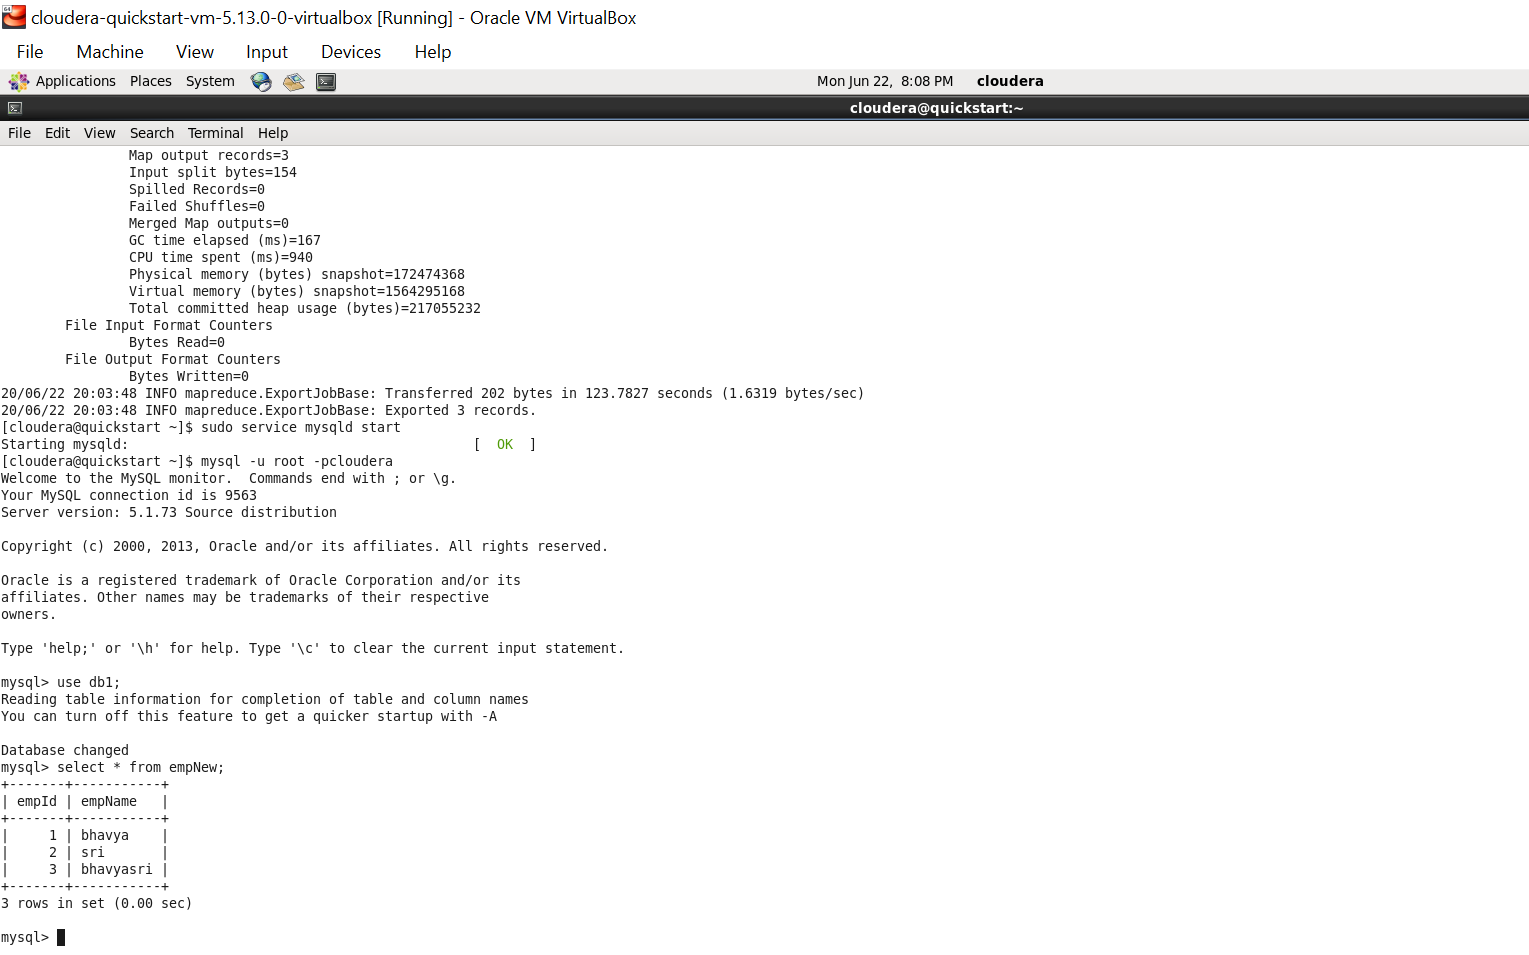 cloudera-quickstart-vm-5.13.0-0-virtualbox [Running] - Oracle VM VirtualBox
File Machine View Input Devices Help
Applications Places System Mon Jun 22, 8:08 PM cloudera
cloudera@quickstart:~
File Edit View Search Terminal Help
Map output records=3
Input split bytes=154
Spilled Records=0
Failed Shuffles=0
Merged Map outputs=0
GC time elapsed (ms)=167
CPU time spent (ms)=940
Physical memory (bytes) snapshot=172474368
Virtual memory (bytes) snapshot=1564295168
Total committed heap usage (bytes)=217055232
File Input Format Counters
Bytes Read=0
File Output Format Counters
Bytes Written=0
20/06/22 20:03:48 INFO mapreduce.ExportJobBase: Transferred 202 bytes in 123.7827 seconds (1.6319 bytes/sec)
20/06/22 20:03:48 INFO mapreduce.ExportJobBase: Exported 3 records.
[cloudera@quickstart ~]$ sudo service mysqld start
Starting mysqld: [ OK ]
[cloudera@quickstart ~]$ mysql -u root -pcloudera
Welcome to the MySQL monitor. Commands end with ; or \g.
Your MySQL connection id is 9563
Server version: 5.1.73 Source distribution
Copyright (c) 2000, 2013, Oracle and/or its affiliates. All rights reserved.
Oracle is a registered trademark of Oracle Corporation and/or its
affiliates. Other names may be trademarks of their respective
owners.
Type 'help;' or '\h' for help. Type '\c' to clear the current input statement.
mysql> use db1;
Reading table information for completion of table and column names
You can turn off this feature to get a quicker startup with -A
Database changed
mysql> select * from empNew;
+-------+-----------+
| empId | empName   |
+-------+-----------+
|     1 | bhavya    |
|     2 | sri       |
|     3 | bhavyasri |
+-------+-----------+
3 rows in set (0.00 sec)
mysql>